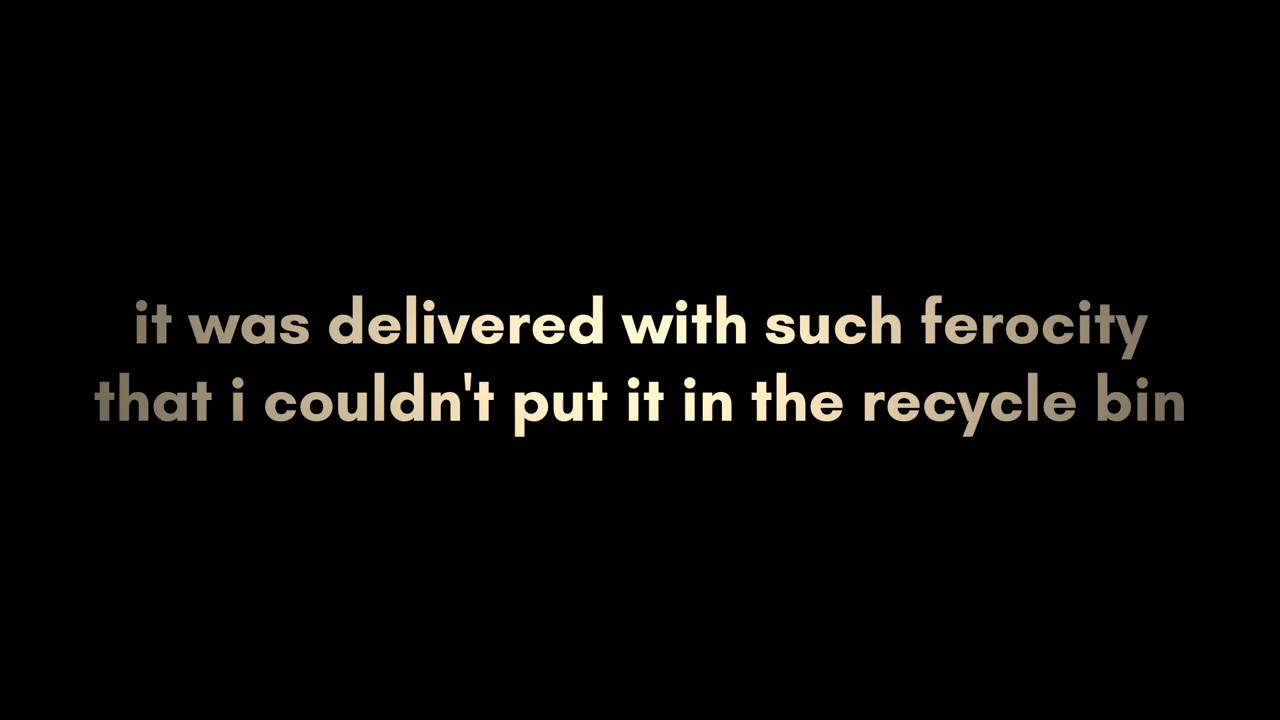 it was delivered with such ferocity
that i couldn't put it in the recycle bin